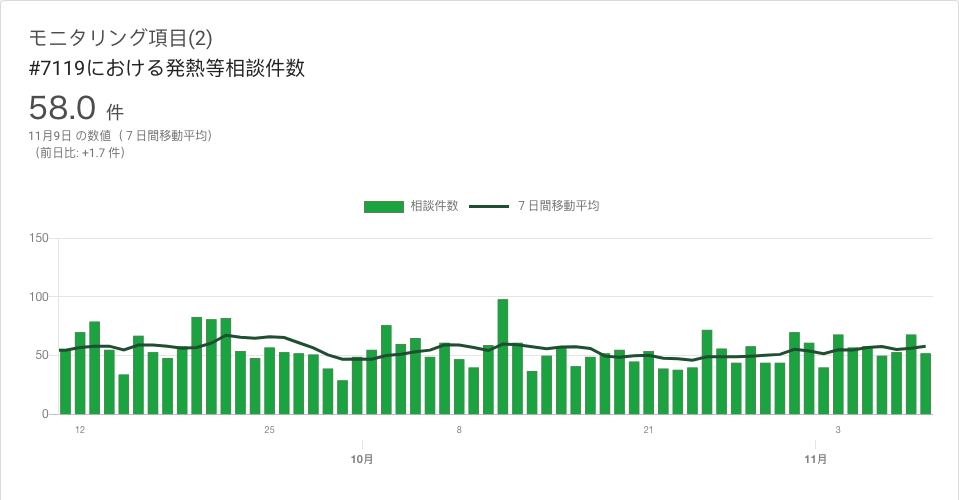 モニタリング項目(2)
#7119における発熱等相談件数
58.0 件
11月9日 の数値（７日間移動平均）
（前日比: +1.7 件）
相談件数 ７日間移動平均
150
100
50
0
12 25 8 21 3
10月 11月